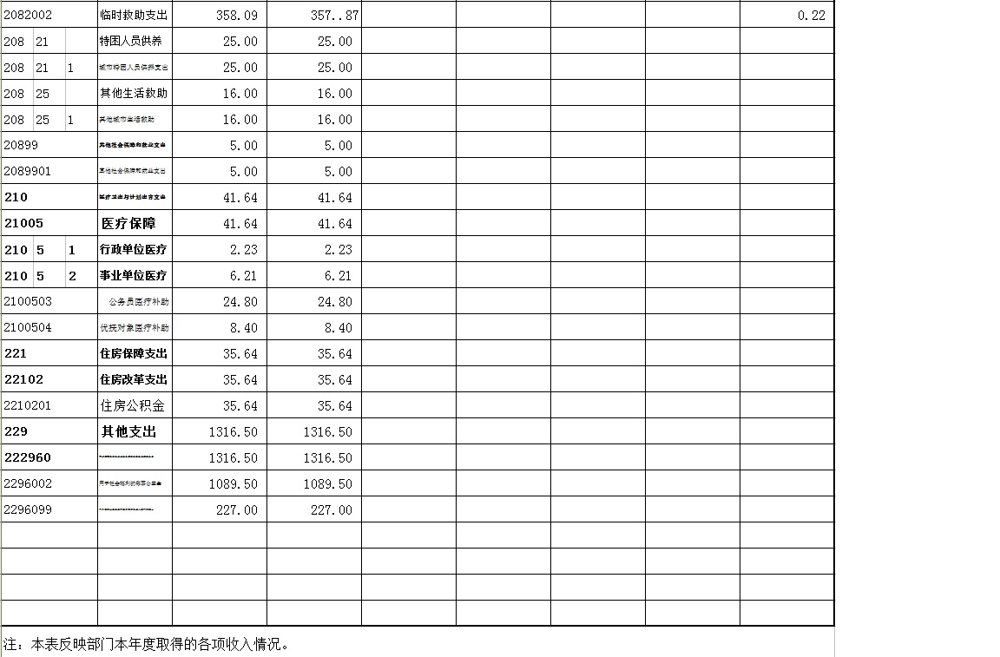 2082002 临时救助支出 358.09 357..87 0.22
208 21 特困人员供养 25.00 25.00
208 21 1 城市特困人员供养支出 25.00 25.00
208 25 其他生活救助 16.00 16.00
208 25 1 其他城市生活救助 16.00 16.00
20899 其他社会保障和就业支出 5.00 5.00
2089901 其他社会保障和就业支出 5.00 5.00
210 医疗卫生与计划生育支出 41.64 41.64
21005 医疗保障 41.64 41.64
210 5 1 行政单位医疗 2.23 2.23
210 5 2 事业单位医疗 6.21 6.21
2100503 公务员医疗补助 24.80 24.80
2100504 优抚对象医疗补助 8.40 8.40
221 住房保障支出 35.64 35.64
22102 住房改革支出 35.64 35.64
2210201 住房公积金 35.64 35.64
229 其他支出 1316.50 1316.50
222960 1316.50 1316.50
2296002 用于社会福利的彩票公益金 1089.50 1089.50
2296099 227.00 227.00
注：本表反映部门本年度取得的各项收入情况。